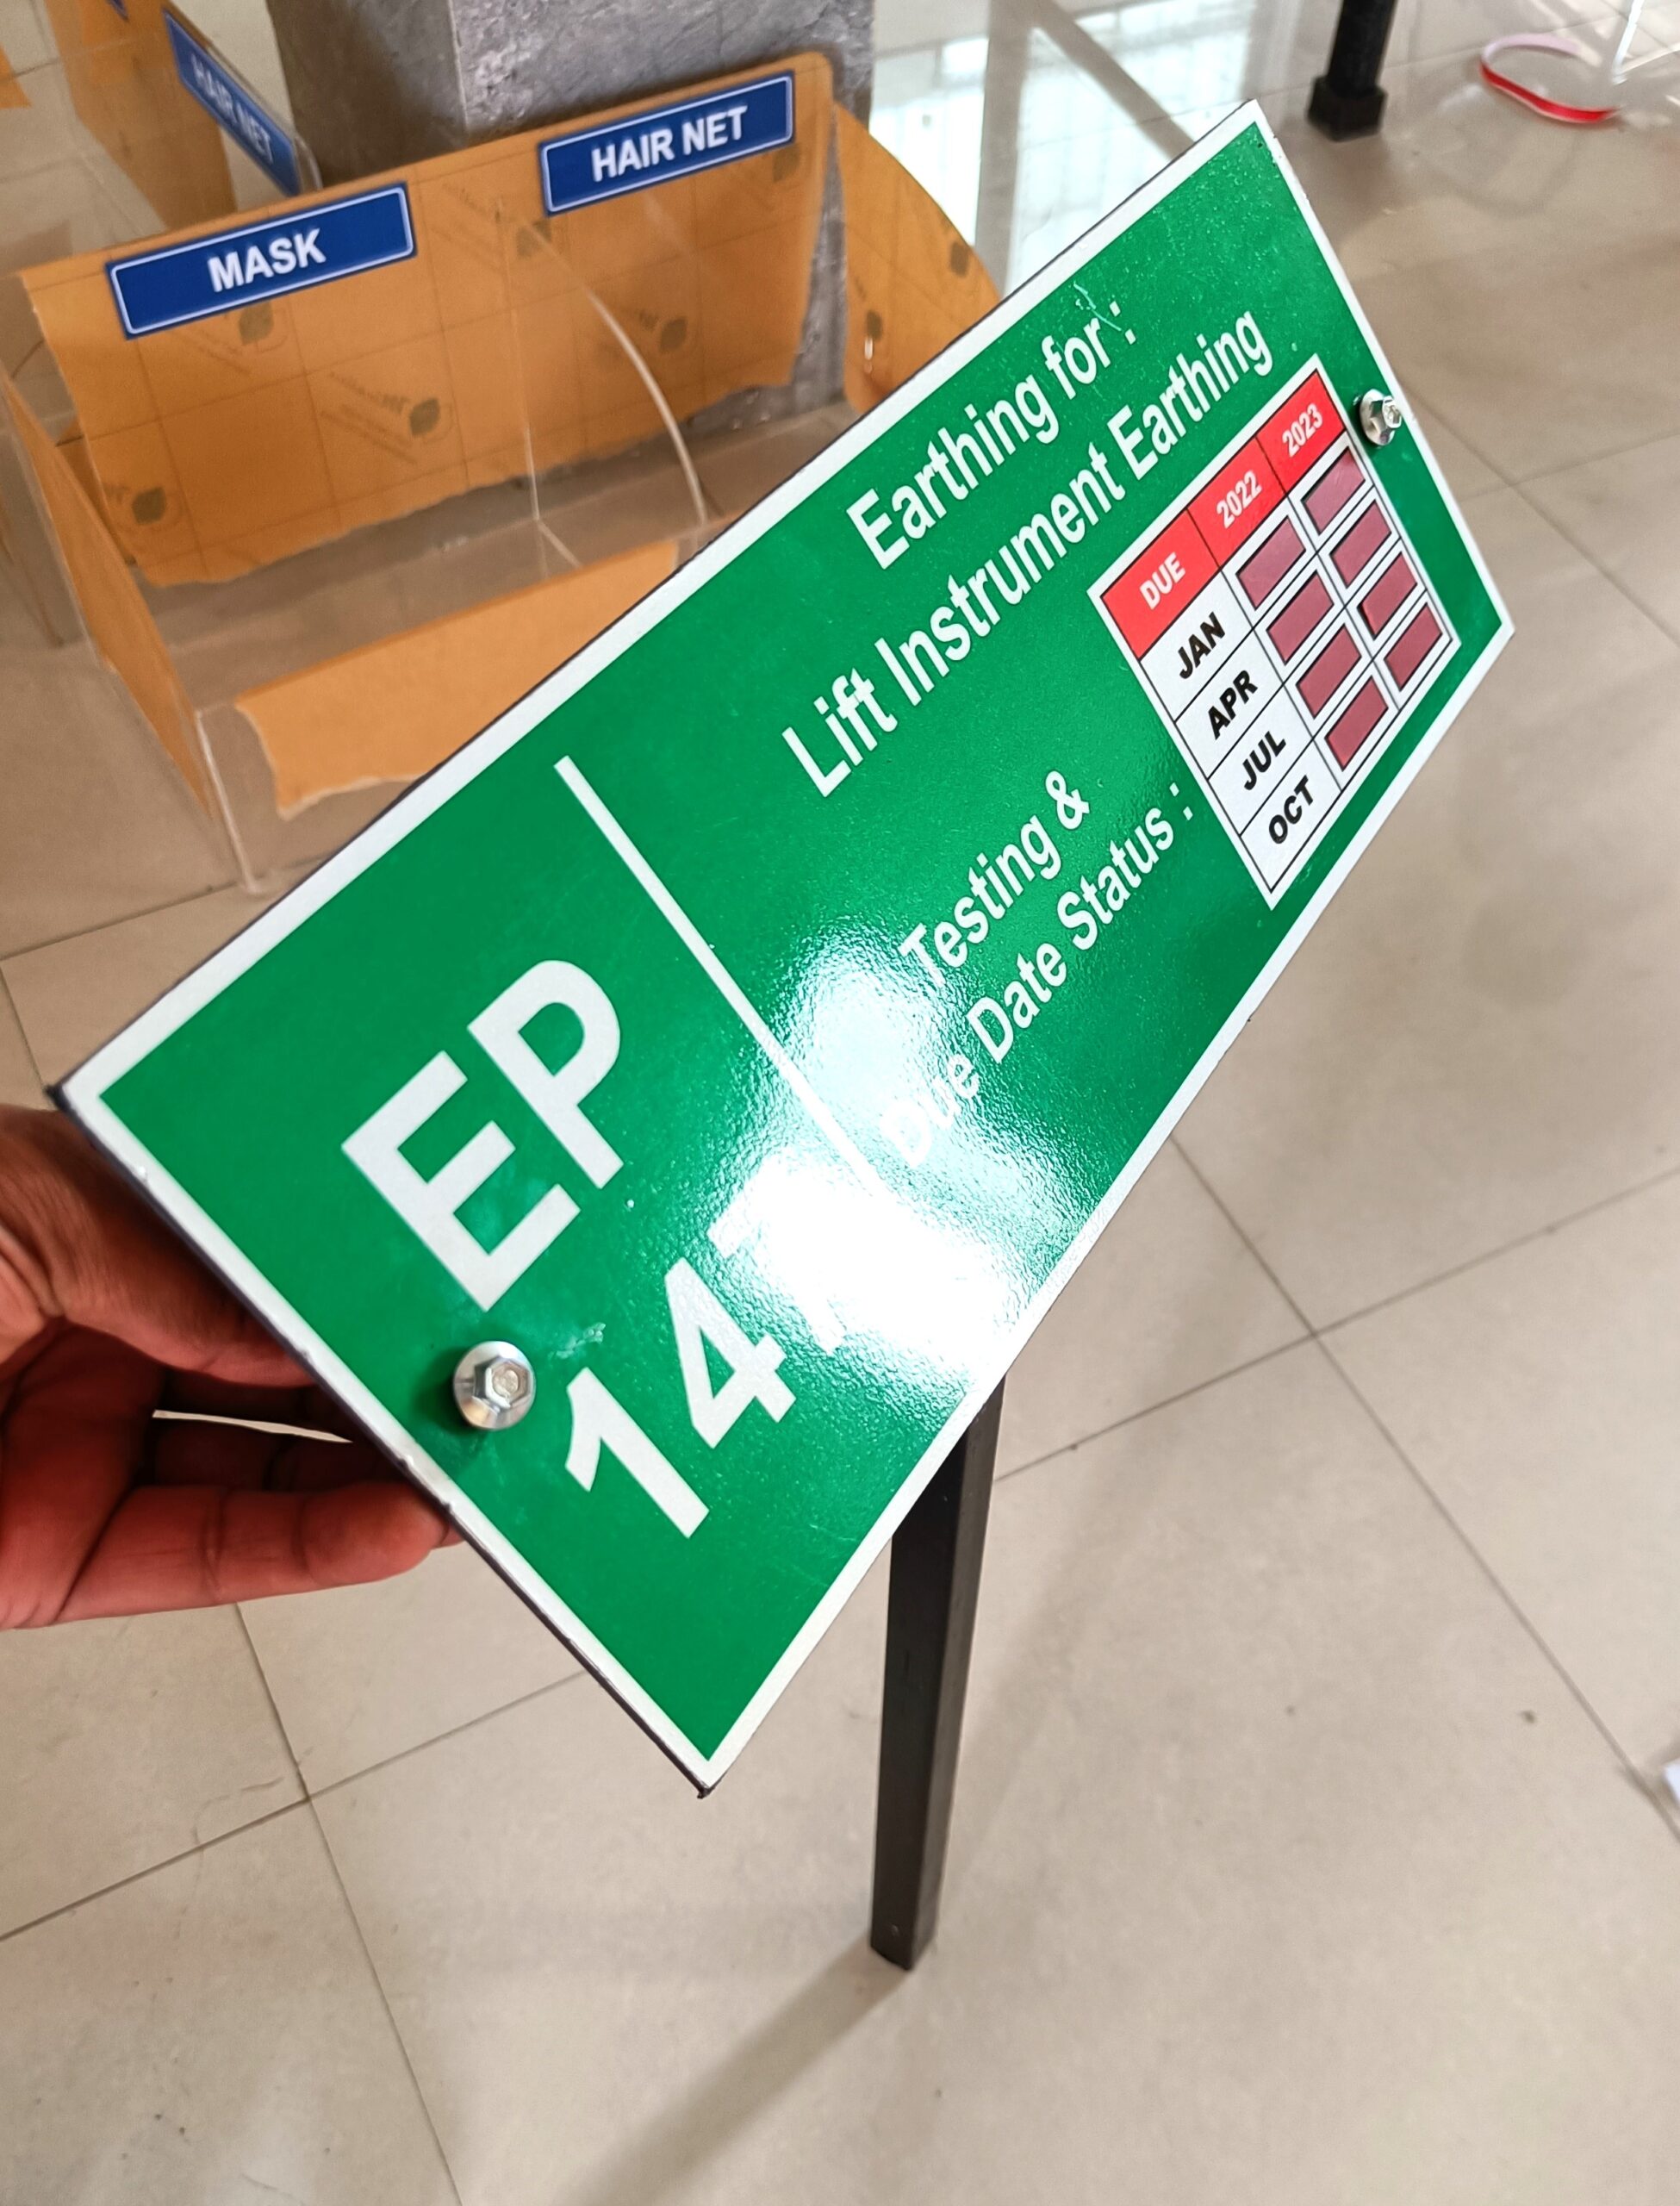 HAIR NET
MASK
HAIR NET
EP
147
Earthing for :
Lift Instrument Earthing
Testing &
Due Date Status :
DUE 2022 2023
JAN
APR
JUL
OCT